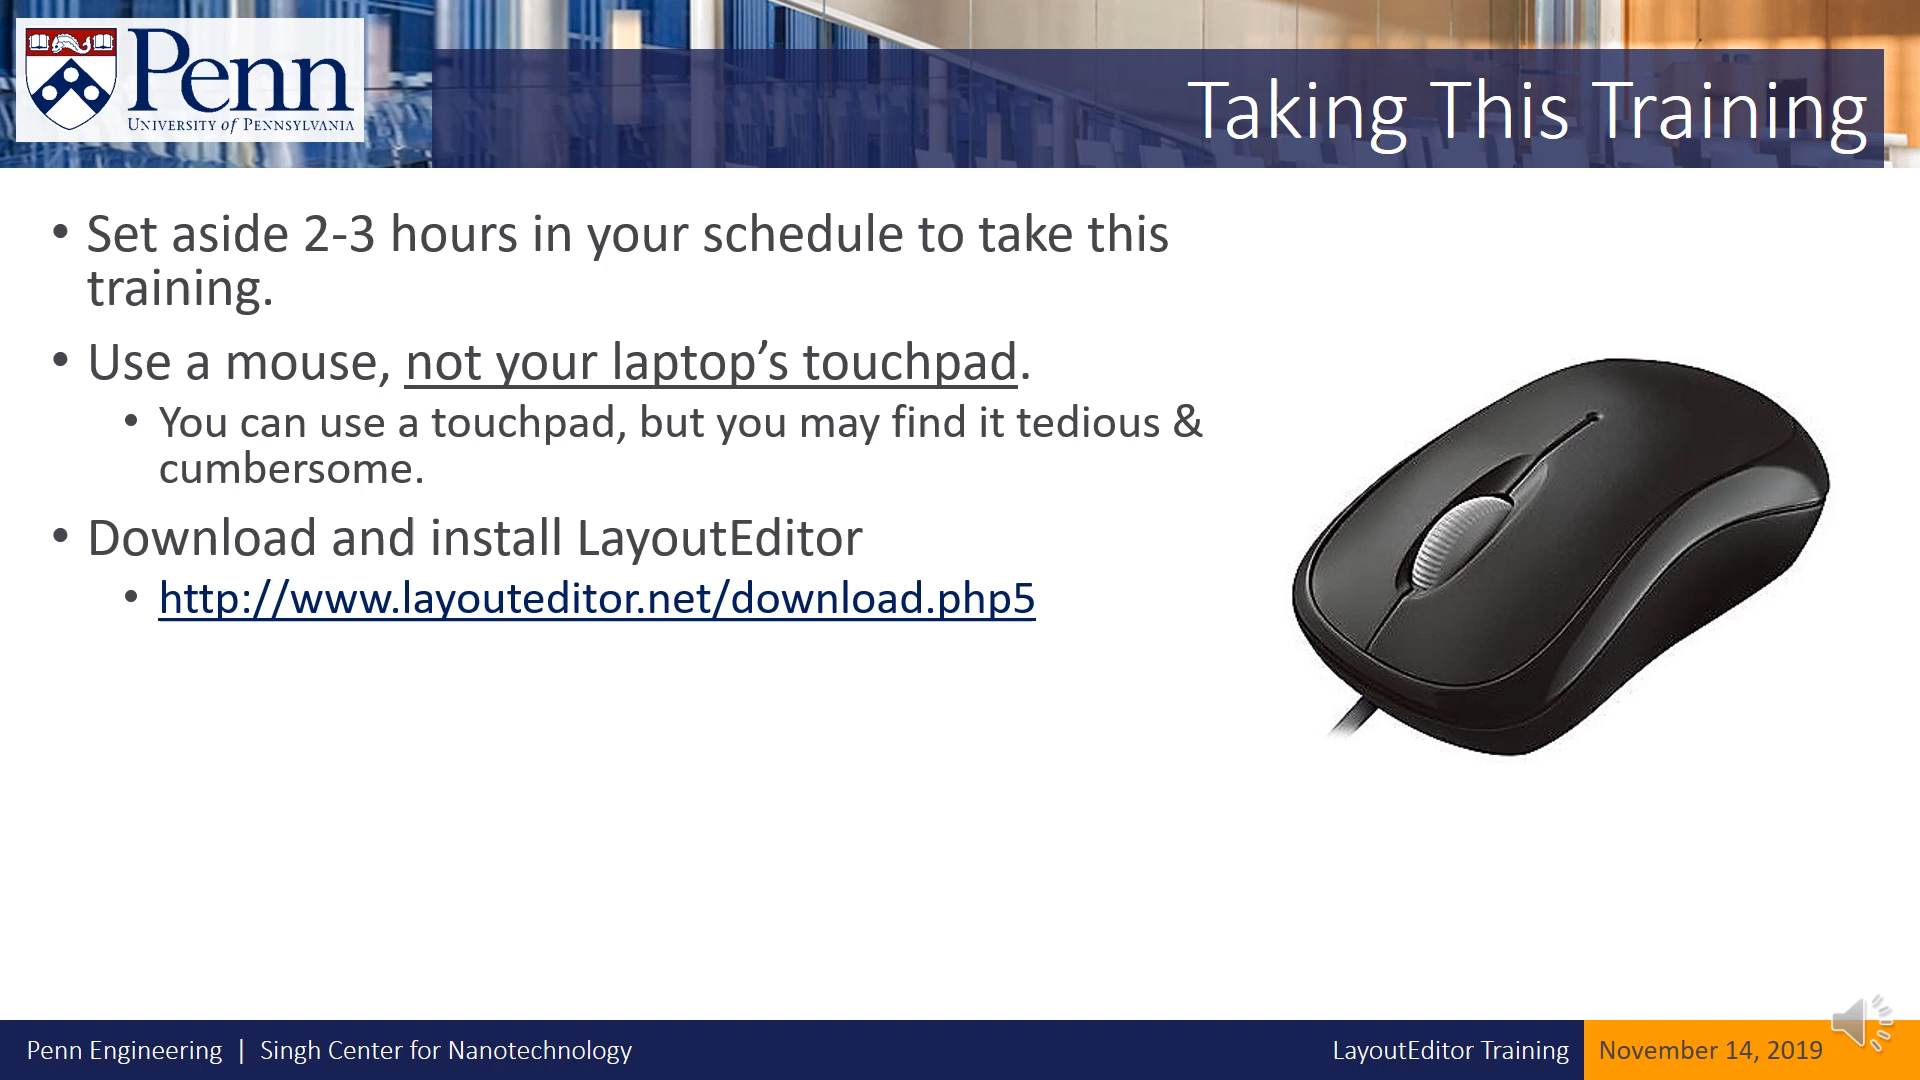 Penn
UNIVERSITY of PENNSYLVANIA
Taking This Training
• Set aside 2-3 hours in your schedule to take this
training.
• Use a mouse, not your laptop’s touchpad.
• You can use a touchpad, but you may find it tedious &
cumbersome.
• Download and install LayoutEditor
• http://www.layouteditor.net/download.php5
Penn Engineering | Singh Center for Nanotechnology
LayoutEditor Training
November 14, 2019